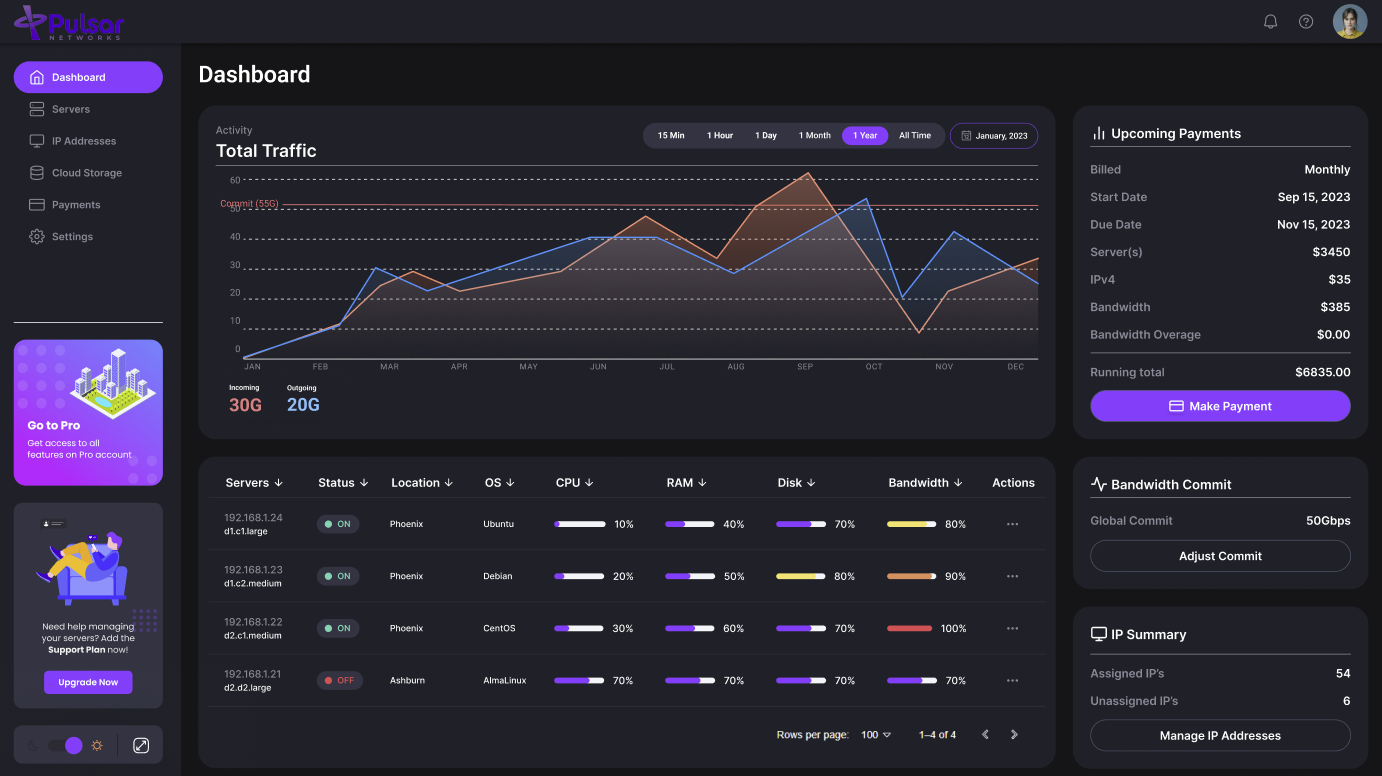 Pulsar
NETWORKS
Dashboard
Servers
IP Addresses
Cloud Storage
Payments
Settings
Go to Pro
Get access to all
features on Pro account
Need help managing
your servers? Add the
Support Plan now!
Upgrade Now
Dashboard
Activity
Total Traffic
15 Min 1 Hour 1 Day 1 Month 1 Year All Time January, 2023
60
Commit (55G)
50
40
30
20
10
0
JAN FEB MAR APR MAY JUN JUL AUG SEP OCT NOV DEC
Incoming Outgoing
30G 20G
Servers Status Location OS CPU RAM Disk Bandwidth Actions
192.168.1.24
d1.c1.large
ON Phoenix Ubuntu 10% 40% 70% 80%
192.168.1.23
d1.c2.medium
ON Phoenix Debian 20% 50% 80% 90%
192.168.1.22
d2.c1.medium
ON Phoenix CentOS 30% 60% 70% 100%
192.168.1.21
d2.d2.large
OFF Ashburn AlmaLinux 70% 70% 70% 70%
Rows per page: 100 1–4 of 4
Upcoming Payments
Billed Monthly
Start Date Sep 15, 2023
Due Date Nov 15, 2023
Server(s) $3450
IPv4 $35
Bandwidth $385
Bandwidth Overage $0.00
Running total $6835.00
Make Payment
Bandwidth Commit
Global Commit 50Gbps
Adjust Commit
IP Summary
Assigned IP's 54
Unassigned IP's 6
Manage IP Addresses